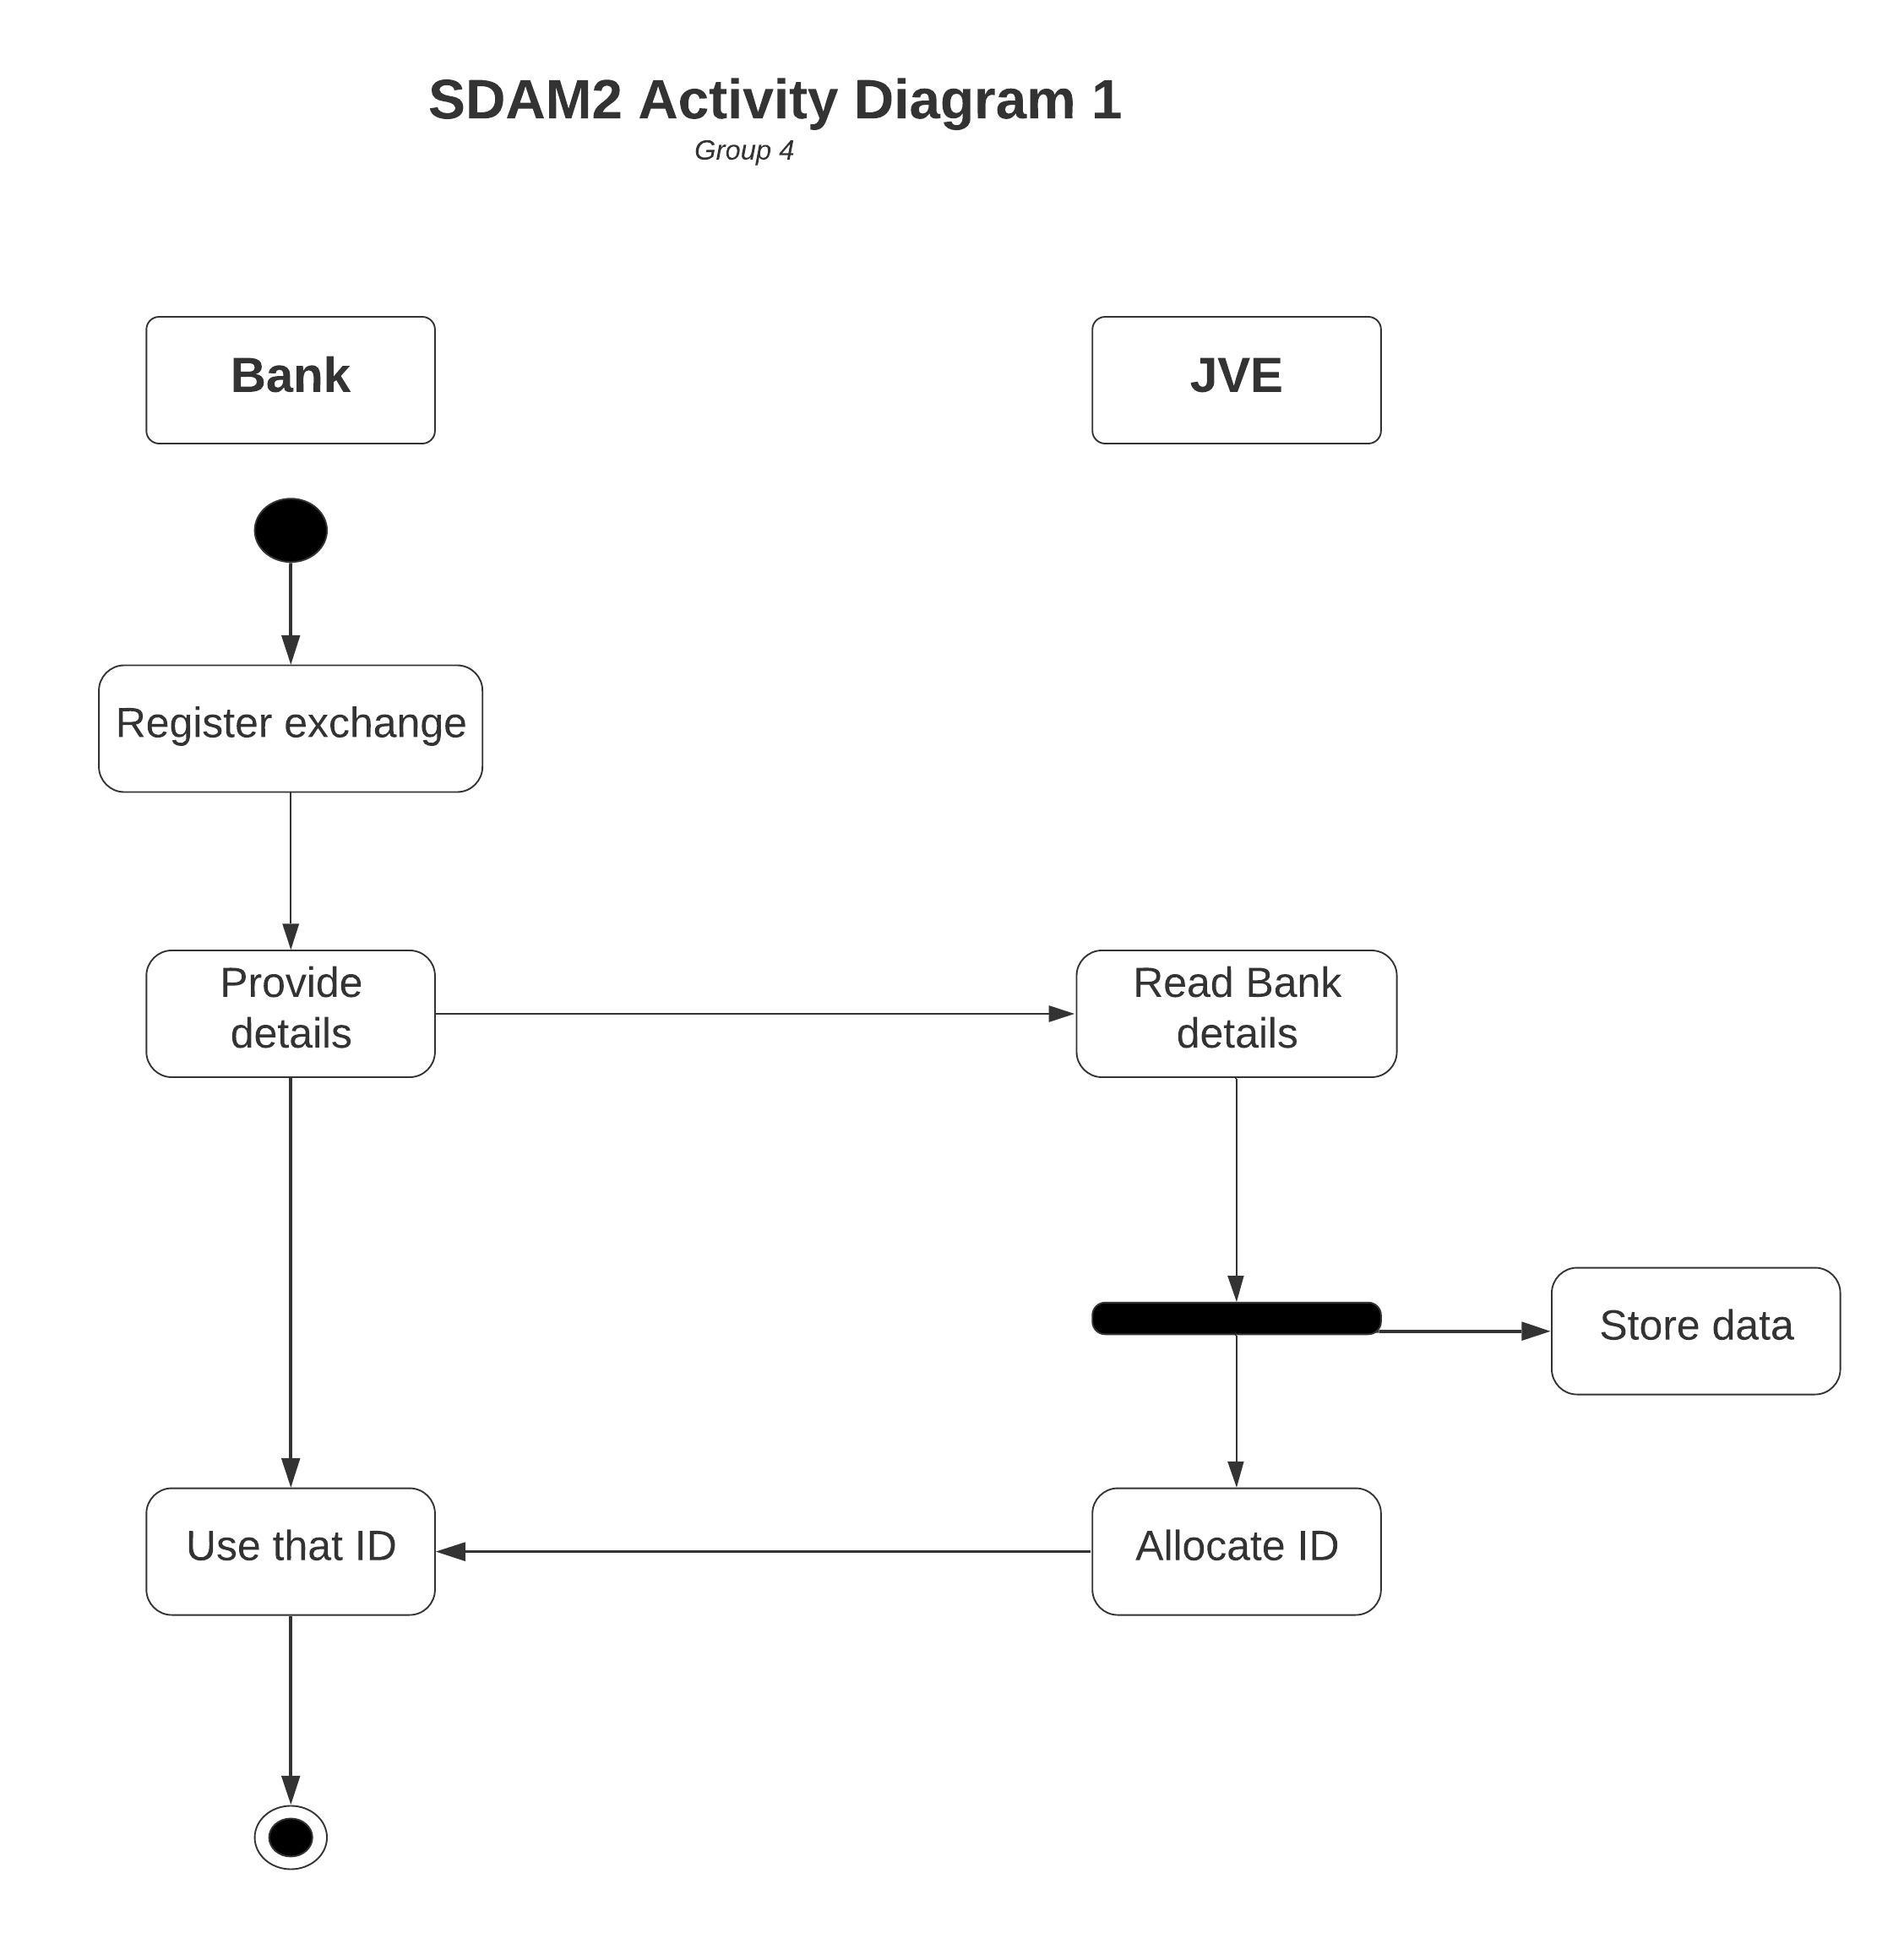 SDAM2 Activity Diagram 1
Group 4
Bank
JVE
Register exchange
Provide
details
Read Bank
details
Store data
Use that ID
Allocate ID